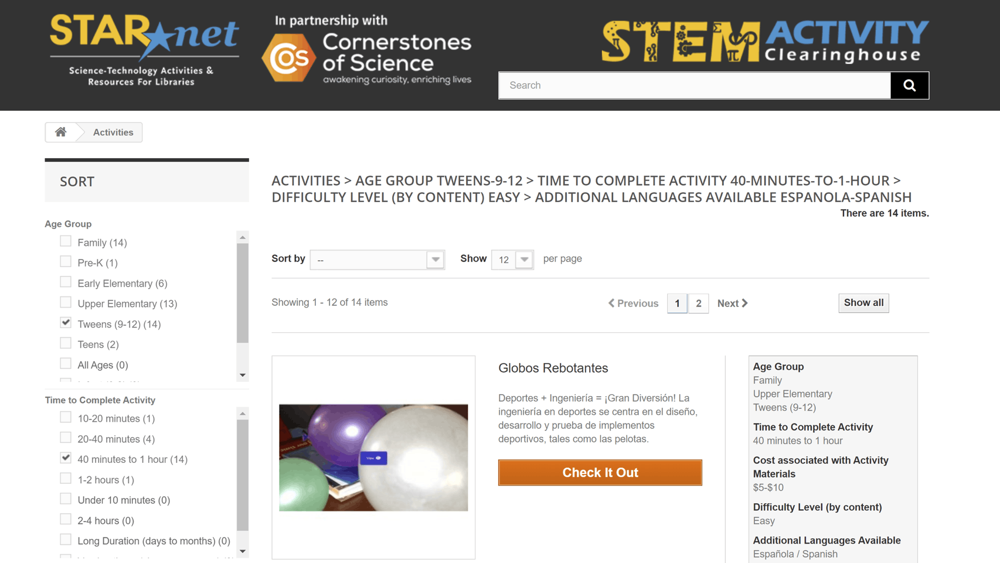 STAR net
Science-Technology Activities &
Resources For Libraries
In partnership with
COS
Cornerstones
of Science
awakening curiosity, enriching lives
STEM ACTIVITY
Clearinghouse
Search
Activities
SORT
Age Group
Family (14)
Pre-K (1)
Early Elementary (6)
Upper Elementary (13)
Tweens (9-12) (14)
Teens (2)
All Ages (0)
Time to Complete Activity
10-20 minutes (1)
20-40 minutes (4)
40 minutes to 1 hour (14)
1-2 hours (1)
Under 10 minutes (0)
2-4 hours (0)
Long Duration (days to months) (0)
ACTIVITIES > AGE GROUP TWEENS-9-12 > TIME TO COMPLETE ACTIVITY 40-MINUTES-TO-1-HOUR >
DIFFICULTY LEVEL (BY CONTENT) EASY > ADDITIONAL LANGUAGES AVAILABLE ESPANOLA-SPANISH
There are 14 items.
Sort by -- Show 12 per page
Showing 1 - 12 of 14 items
Previous 1 2 Next
Show all
Globos Rebotantes
Deportes + Ingeniería = ¡Gran Diversión! La
ingeniería en deportes se centra en el diseño,
desarrollo y prueba de implementos
deportivos, tales como las pelotas.
Check It Out
Age Group
Family
Upper Elementary
Tweens (9-12)
Time to Complete Activity
40 minutes to 1 hour
Cost associated with Activity
Materials
$5-$10
Difficulty Level (by content)
Easy
Additional Languages Available
Española / Spanish